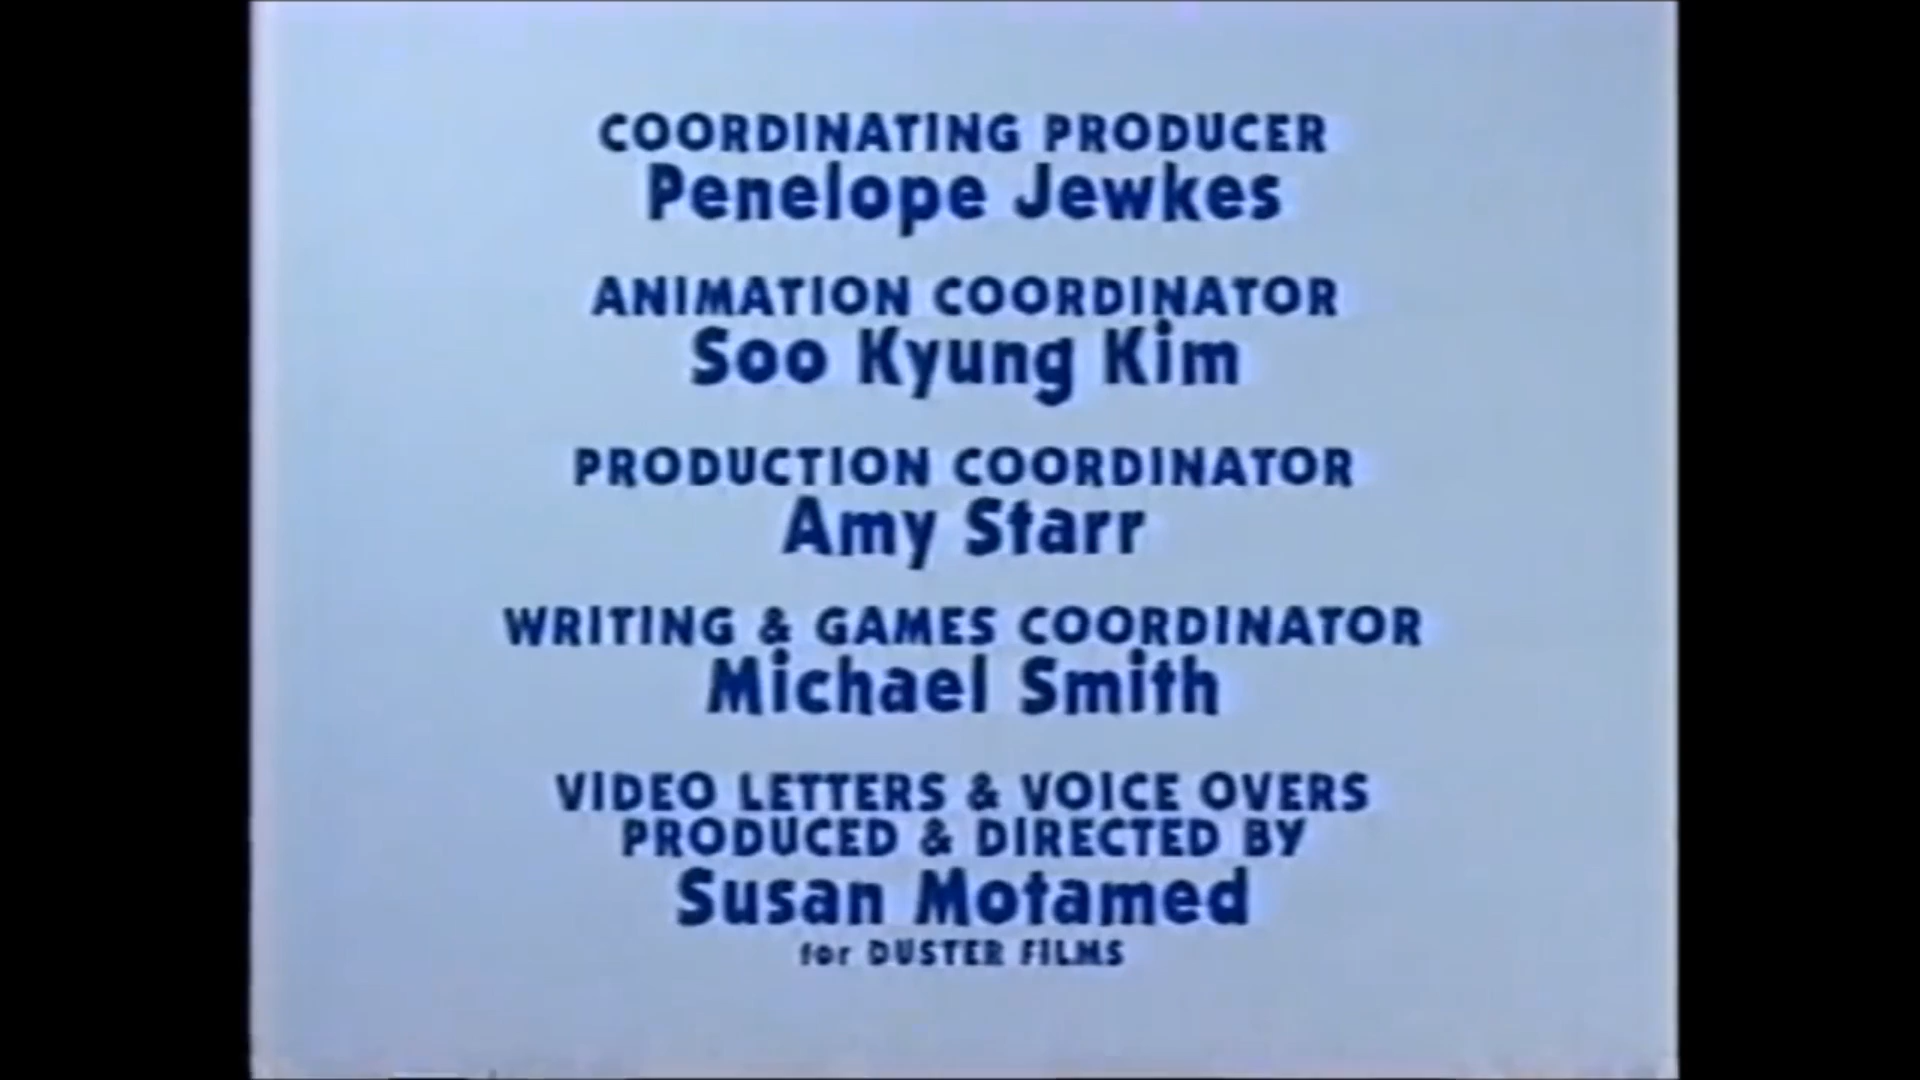 COORDINATING PRODUCER
Penelope Jewkes
ANIMATION COORDINATOR
Soo Kyung Kim
PRODUCTION COORDINATOR
Amy Starr
WRITING & GAMES COORDINATOR
Michael Smith
VIDEO LETTERS & VOICE OVERS
PRODUCED & DIRECTED BY
Susan Motamed
for DUSTER FILMS